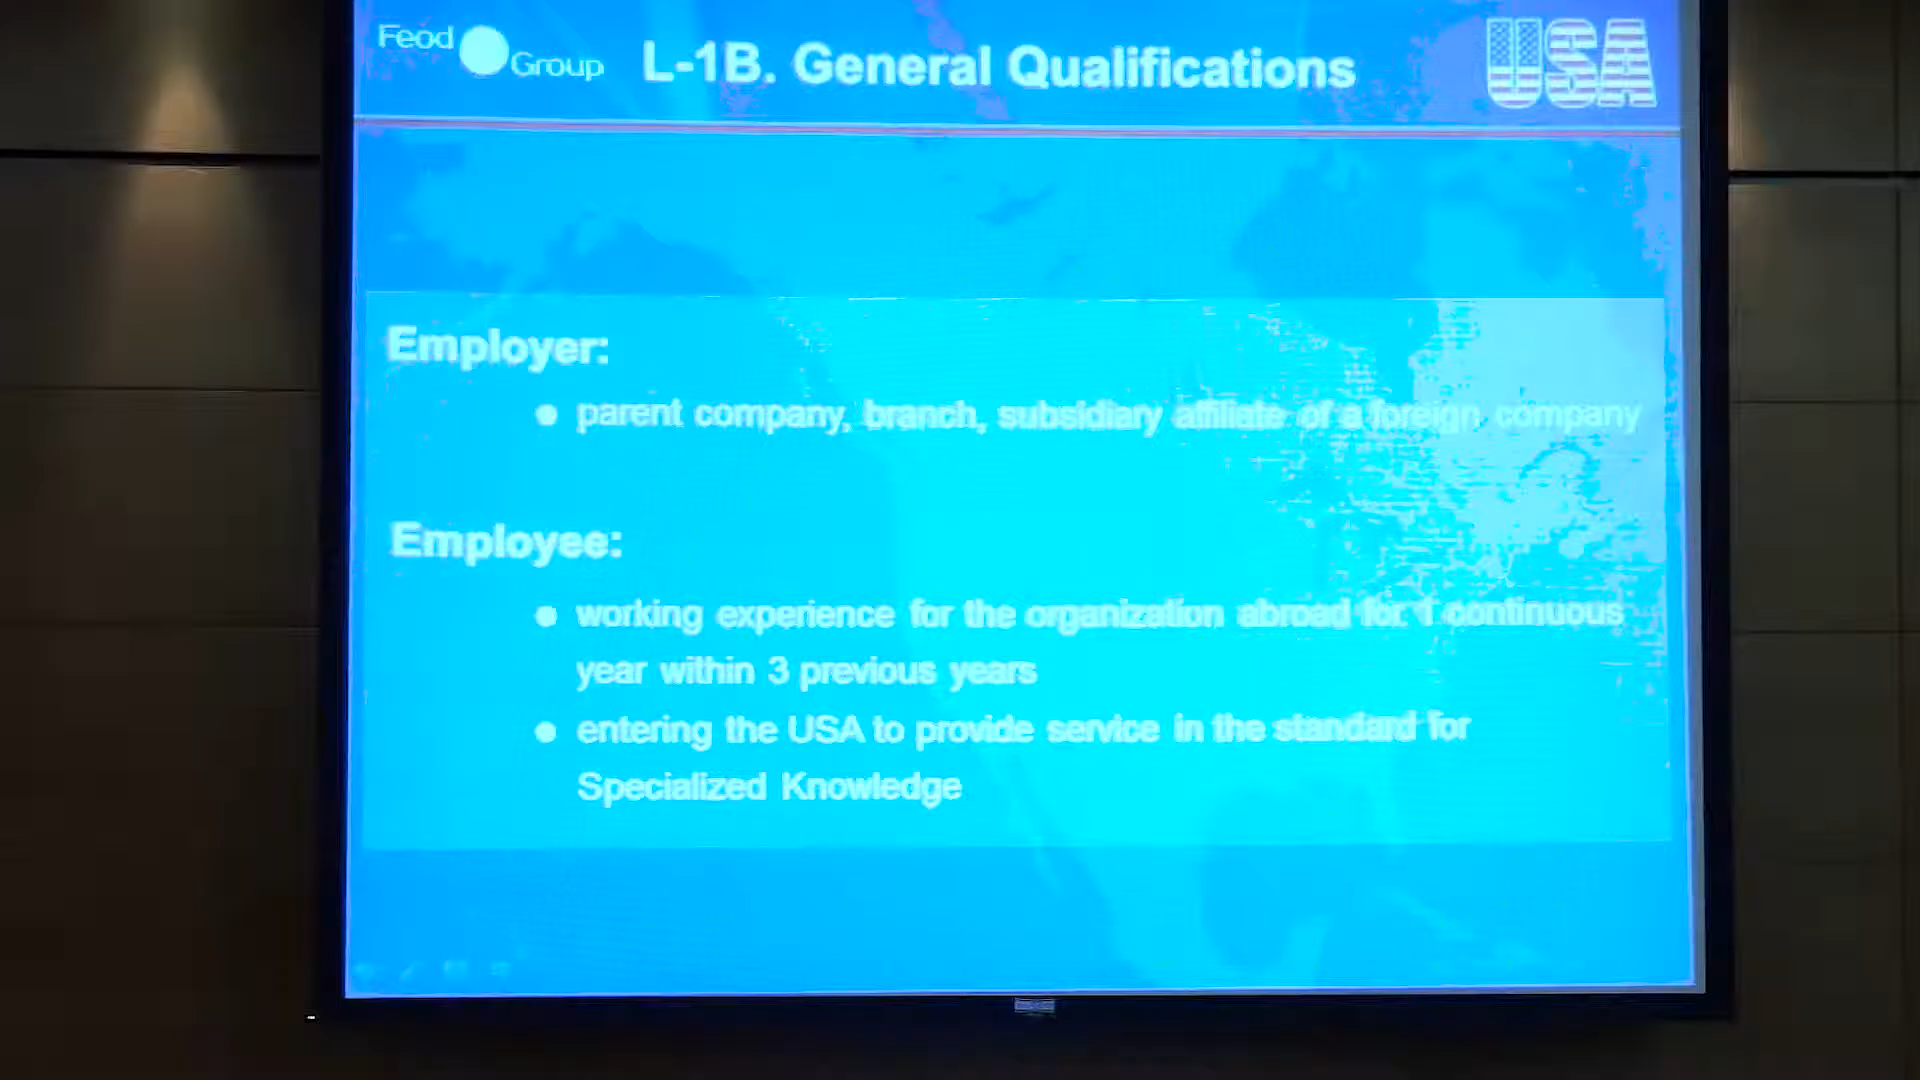 Feod Group
L-1B. General Qualifications
USA
Employer:
parent company, branch, subsidiary affiliate of a foreign company
Employee:
working experience for the organization abroad for 1 continuous
year within 3 previous years
entering the USA to provide service in the standard for
Specialized Knowledge